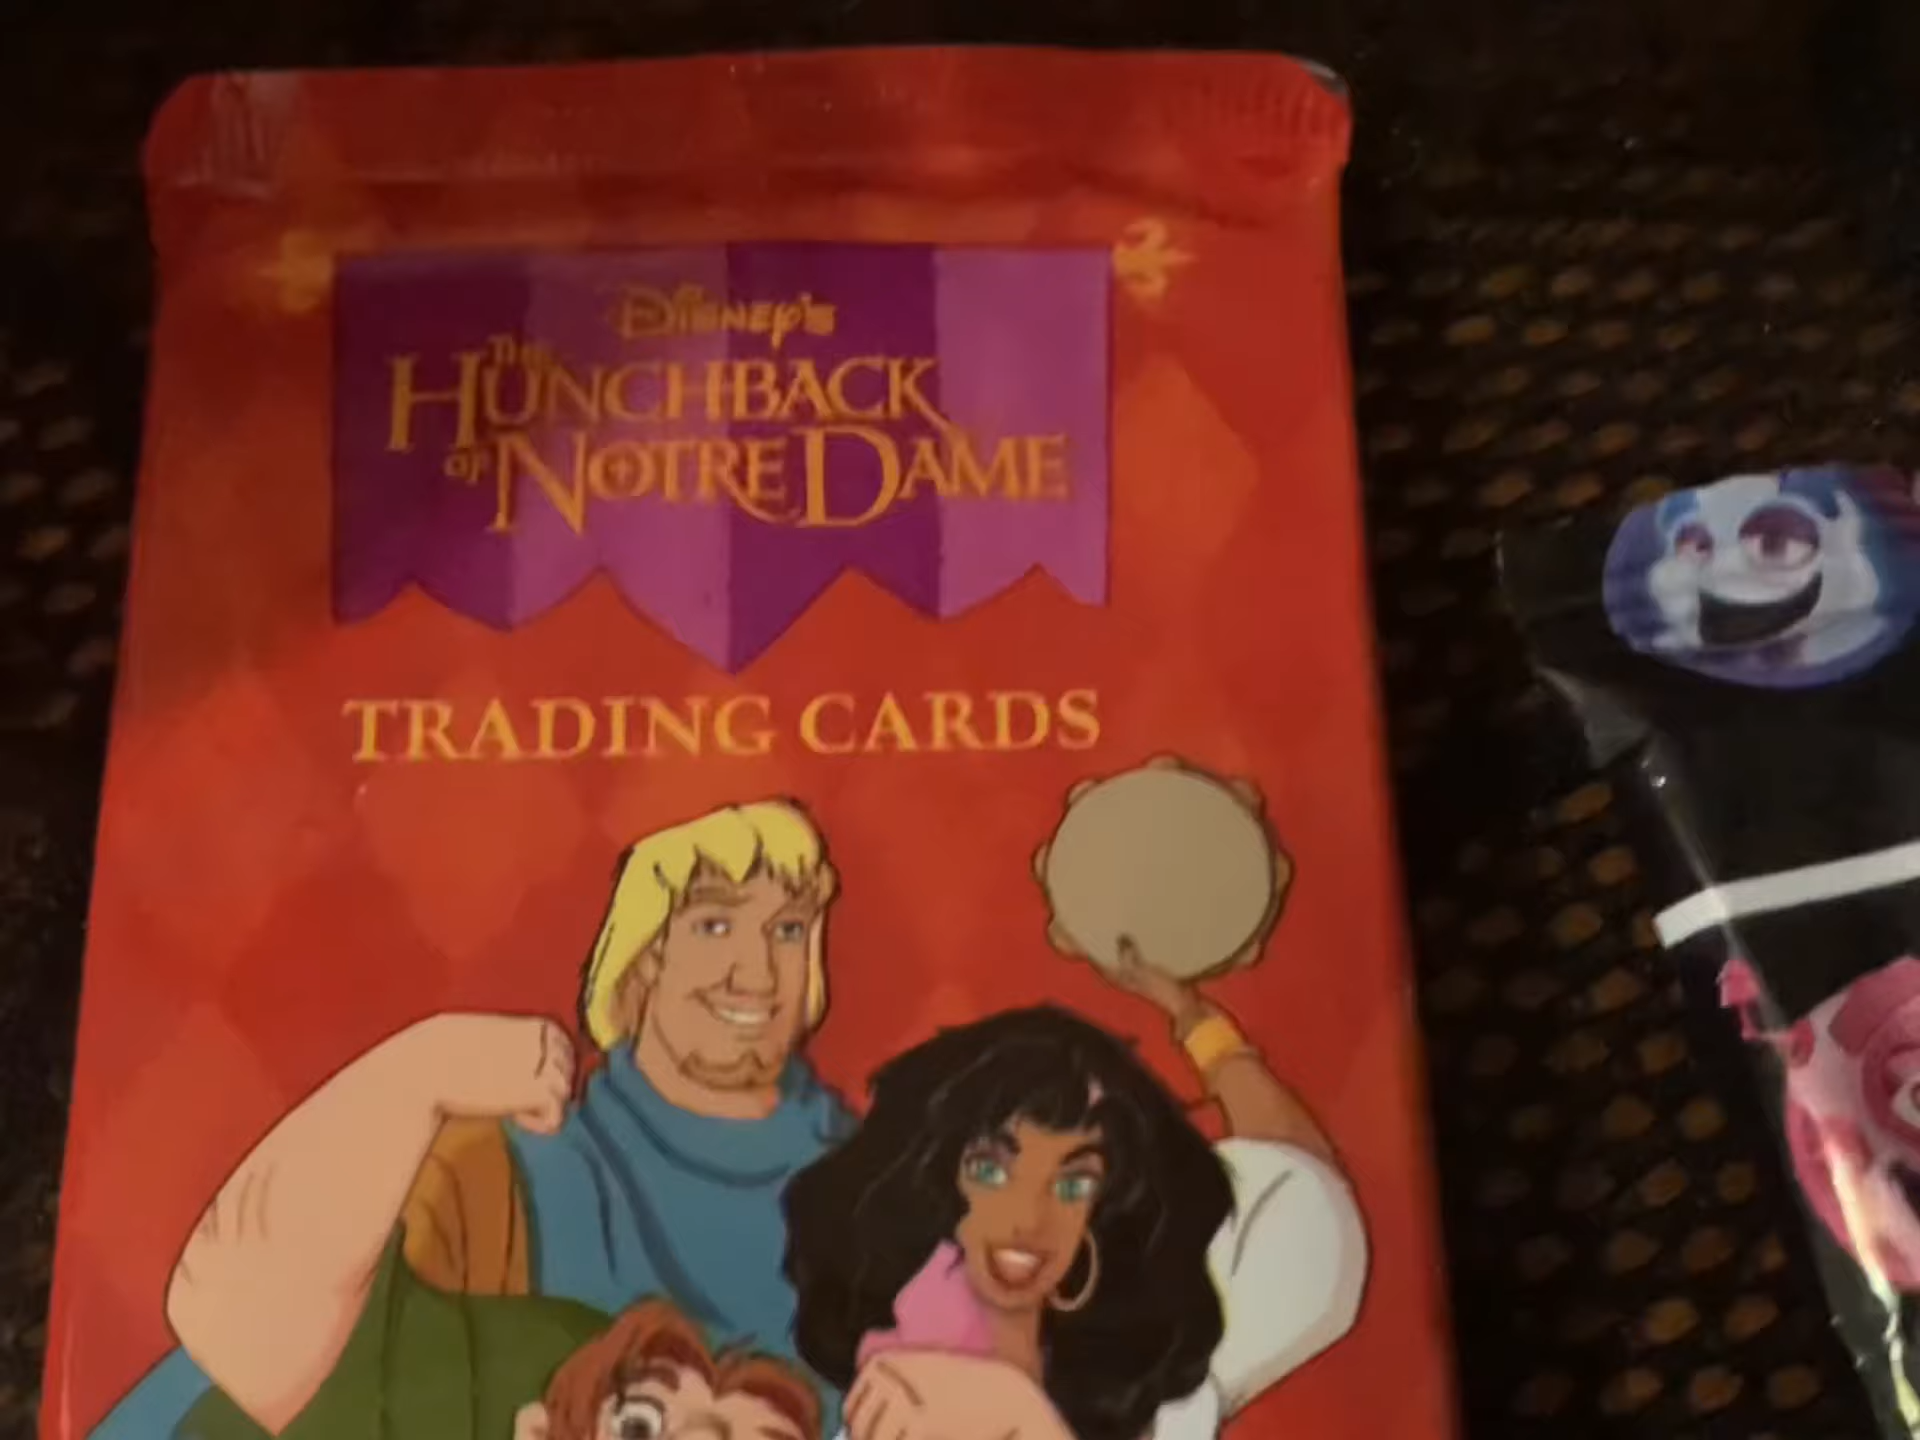 Disney's
THE
HUNCHBACK
OF NOTRE DAME
TRADING CARDS